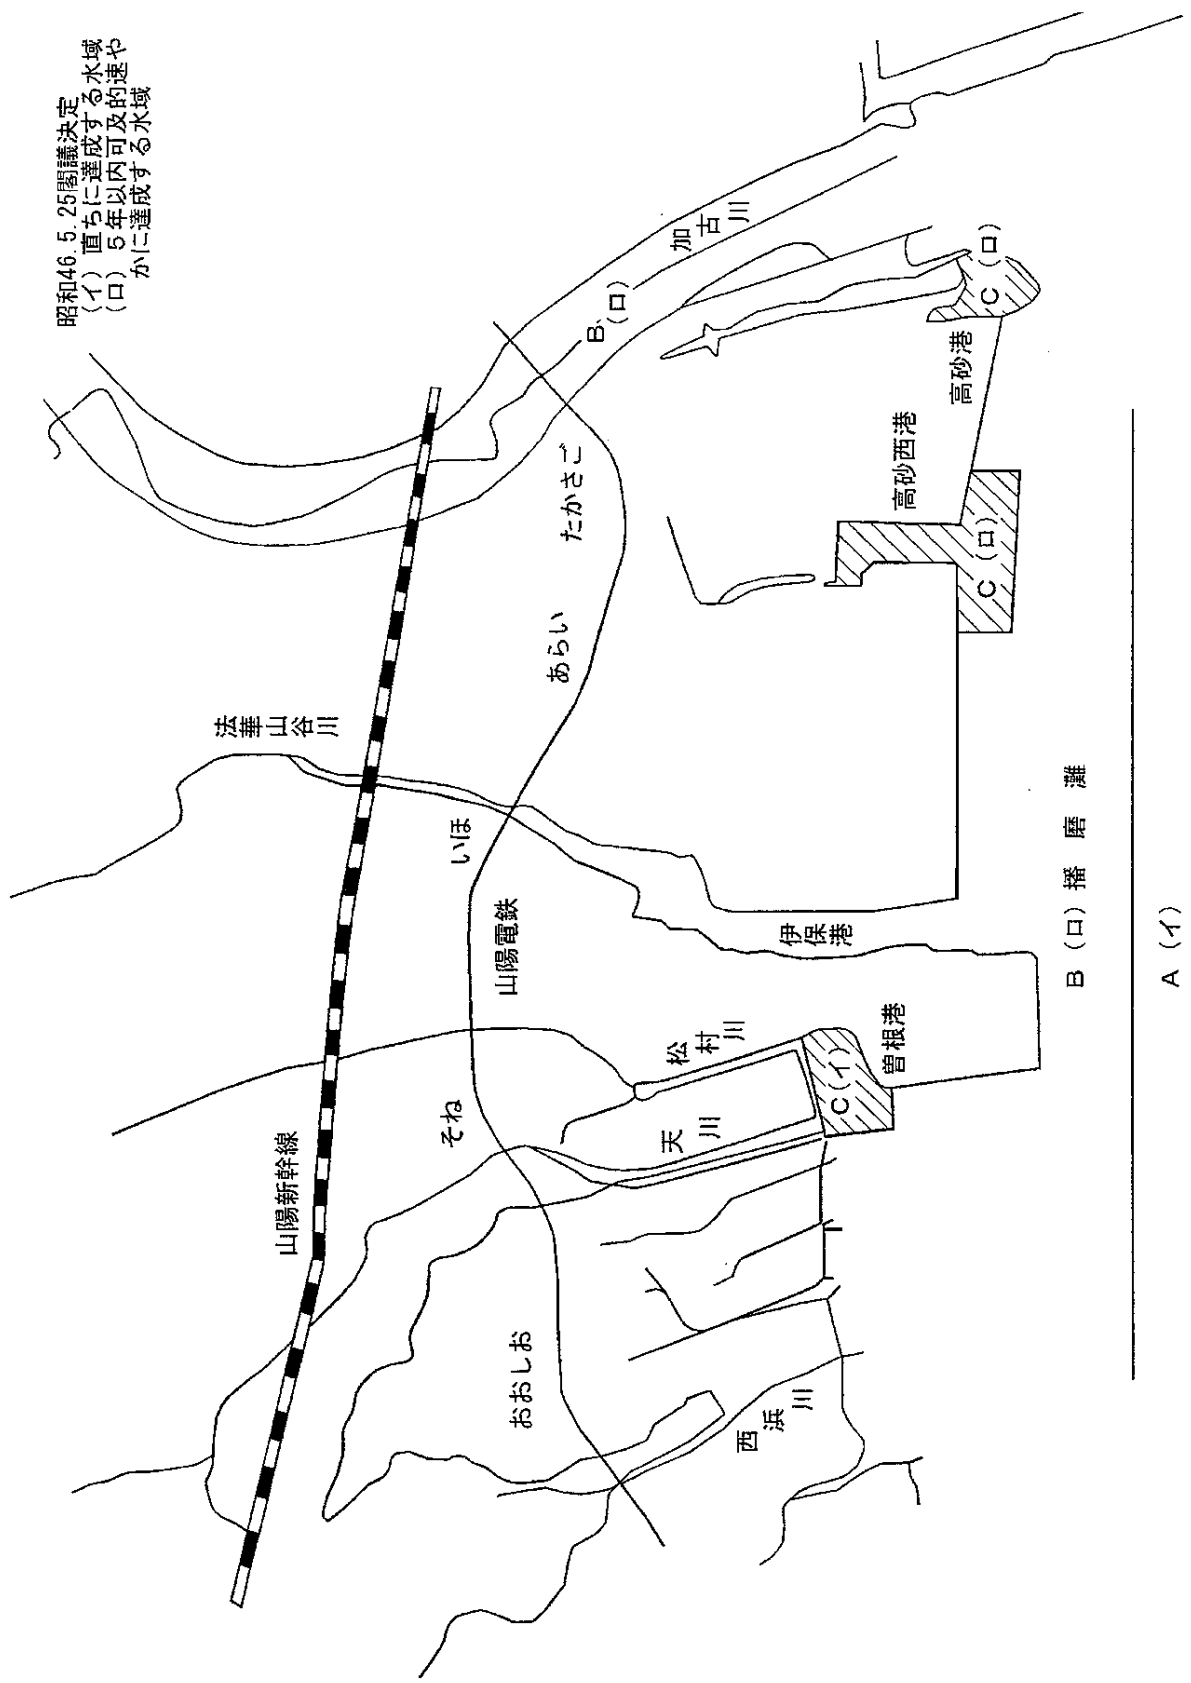 昭和46.5.25閣議決定
(イ) 直ちに達成する水域
(ロ) 5年以内可及的速や
かに達成する水域
加古川
B(ロ)
法華山谷川
山陽新幹線
たかさご
あらい
いほ
山陽電鉄
そね
おおしお
高砂港
C(ロ)
高砂西港
C(ロ)
伊保港
松村川
天川
曽根港
C(イ)
西浜川
B(ロ)播磨灘
A(イ)